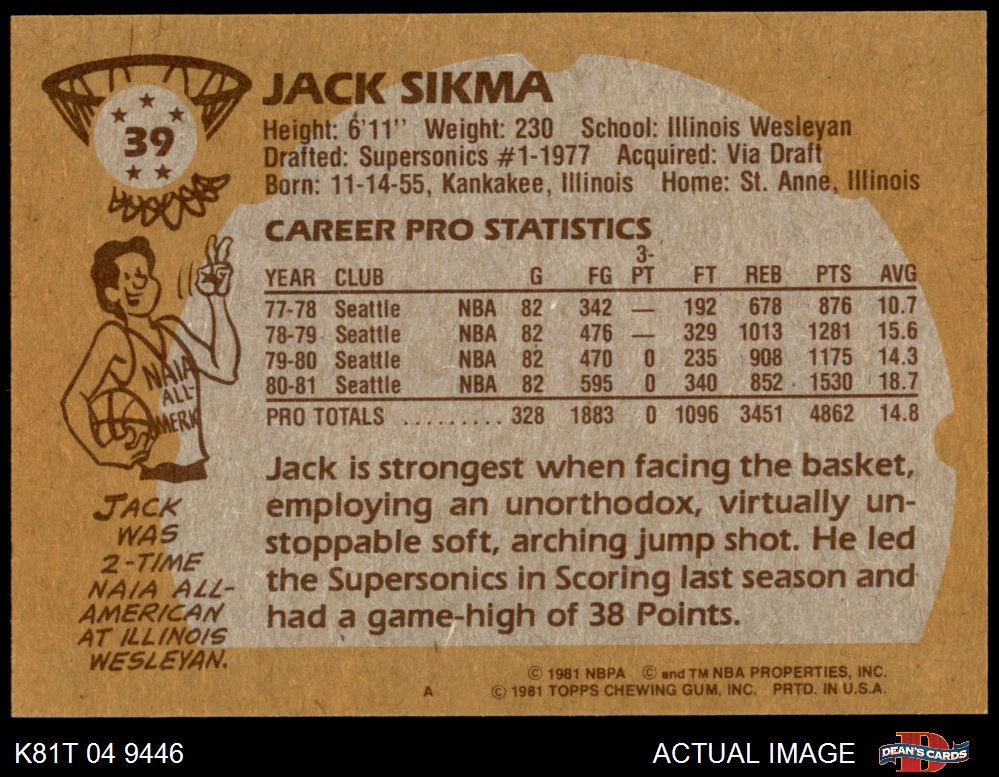 39
JACK SIKMA
Height: 6'11" Weight: 230 School: Illinois Wesleyan
Drafted: Supersonics #1-1977 Acquired: Via Draft
Born: 11-14-55, Kankakee, Illinois Home: St. Anne, Illinois
CAREER PRO STATISTICS
YEAR CLUB G FG 3-PT FT REB PTS AVG
77-78 Seattle NBA 82 342 — 192 678 876 10.7
78-79 Seattle NBA 82 476 — 329 1013 1281 15.6
79-80 Seattle NBA 82 470 0 235 908 1175 14.3
80-81 Seattle NBA 82 595 0 340 852 1530 18.7
PRO TOTALS .......... 328 1883 0 1096 3451 4862 14.8
NAIA
ALL-
MERK
JACK
WAS
2-TIME
NAIA ALL-
AMERICAN
AT ILLINOIS
WESLEYAN.
Jack is strongest when facing the basket,
employing an unorthodox, virtually un-
stoppable soft, arching jump shot. He led
the Supersonics in Scoring last season and
had a game-high of 38 Points.
© 1981 NBPA © and TM NBA PROPERTIES, INC.
A © 1981 TOPPS CHEWING GUM, INC. PRTD. IN U.S.A.
K81T 04 9446
ACTUAL IMAGE
D
DEAN'S CARDS